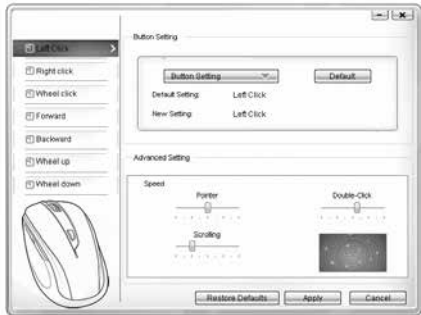 Button Setting
Left Click
Right click
Wheel click
Forward
Backward
Wheel up
Wheel down
Button Setting
Default
Default Setting: Left Click
New Setting: Left Click
Advanced Setting
Speed
Pointer
Double-Click
Scrolling
Restore Defaults
Apply
Cancel